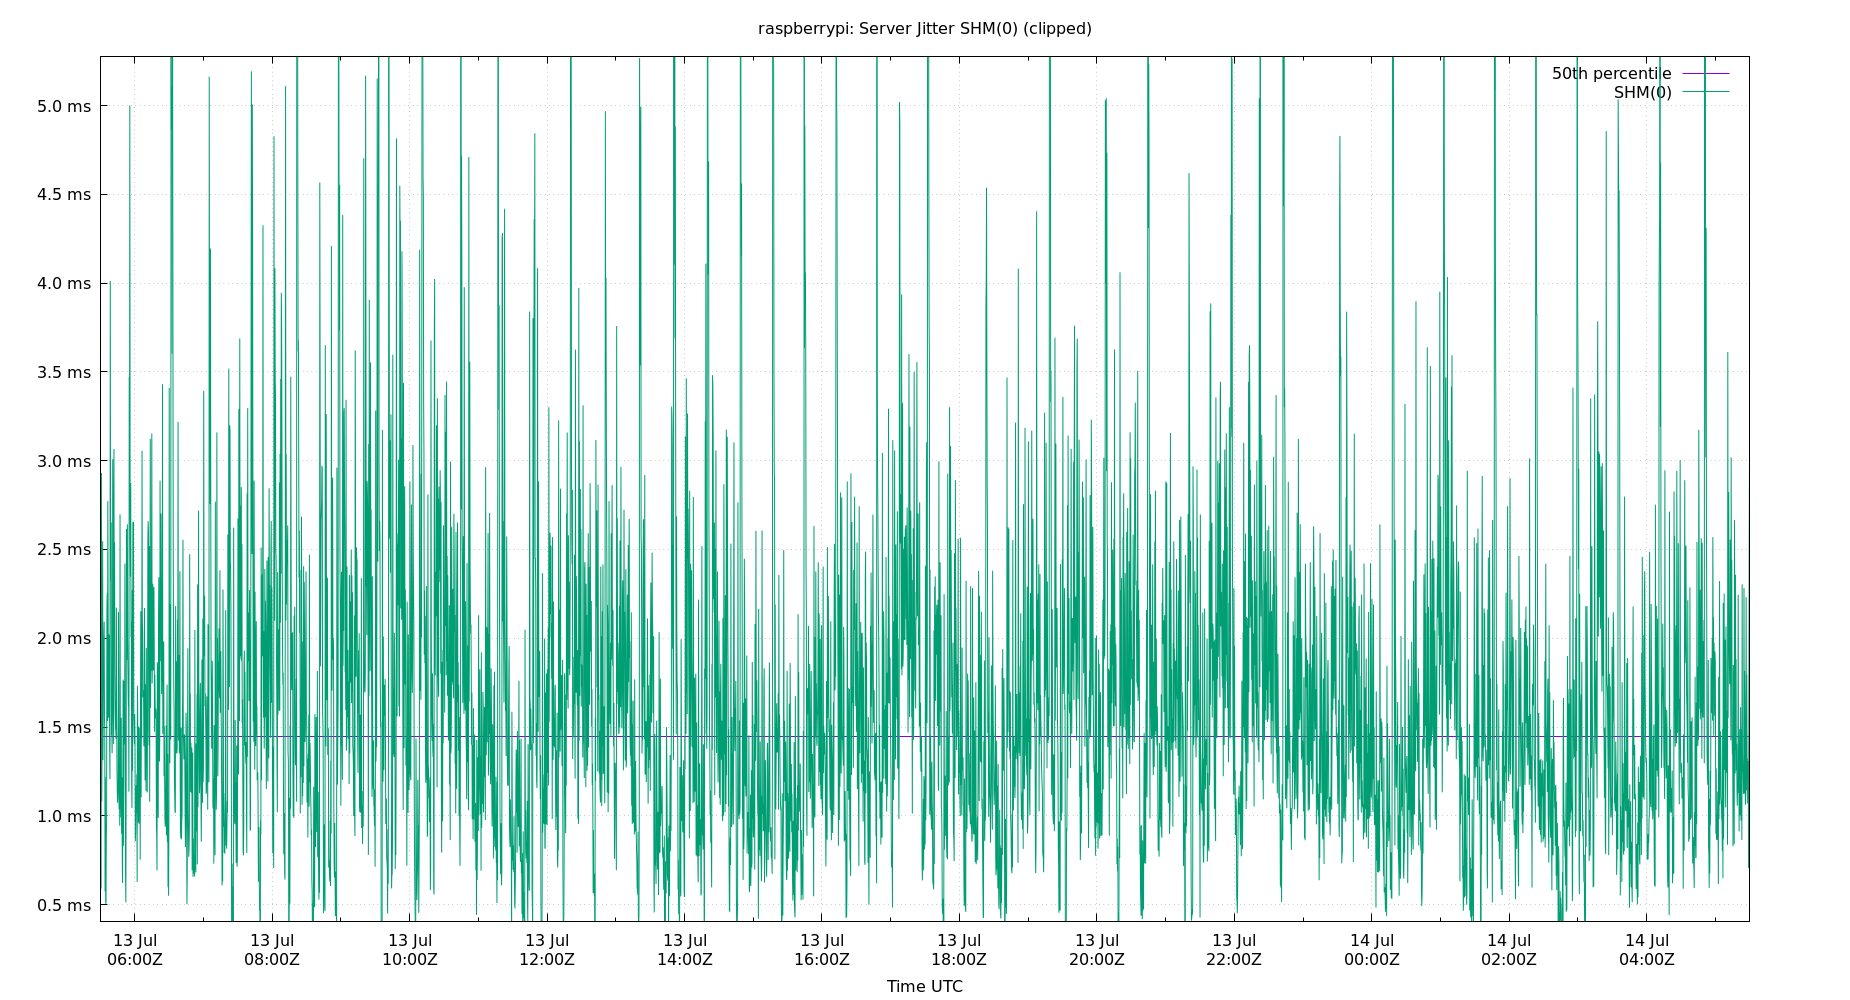 raspberrypi: Server Jitter SHM(0) (clipped)
50th percentile
SHM(0)
5.0 ms
4.5 ms
4.0 ms
3.5 ms
3.0 ms
2.5 ms
2.0 ms
1.5 ms
1.0 ms
0.5 ms
13 Jul 13 Jul 13 Jul 13 Jul 13 Jul 13 Jul 13 Jul 13 Jul 13 Jul 14 Jul 14 Jul 14 Jul
06:00Z 08:00Z 10:00Z 12:00Z 14:00Z 16:00Z 18:00Z 20:00Z 22:00Z 00:00Z 02:00Z 04:00Z
Time UTC